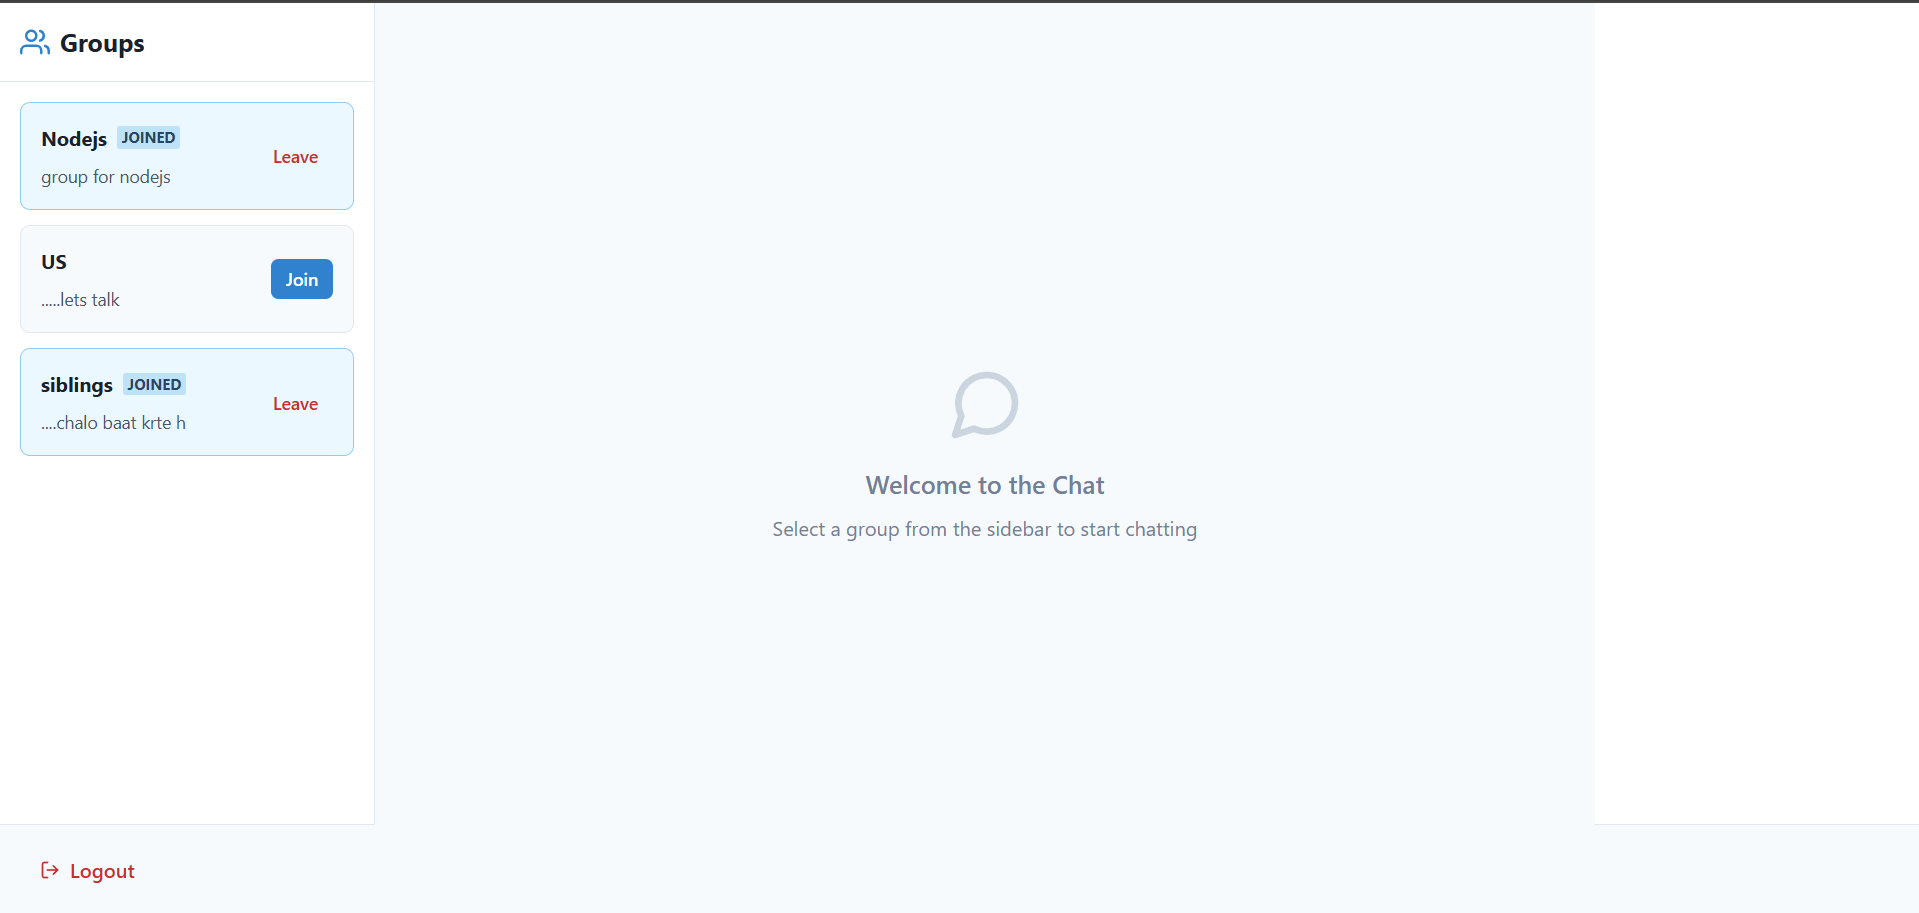 Groups
Nodejs JOINED
group for nodejs
Leave
US
.....lets talk
Join
siblings JOINED
....chalo baat krte h
Leave
Welcome to the Chat
Select a group from the sidebar to start chatting
Logout